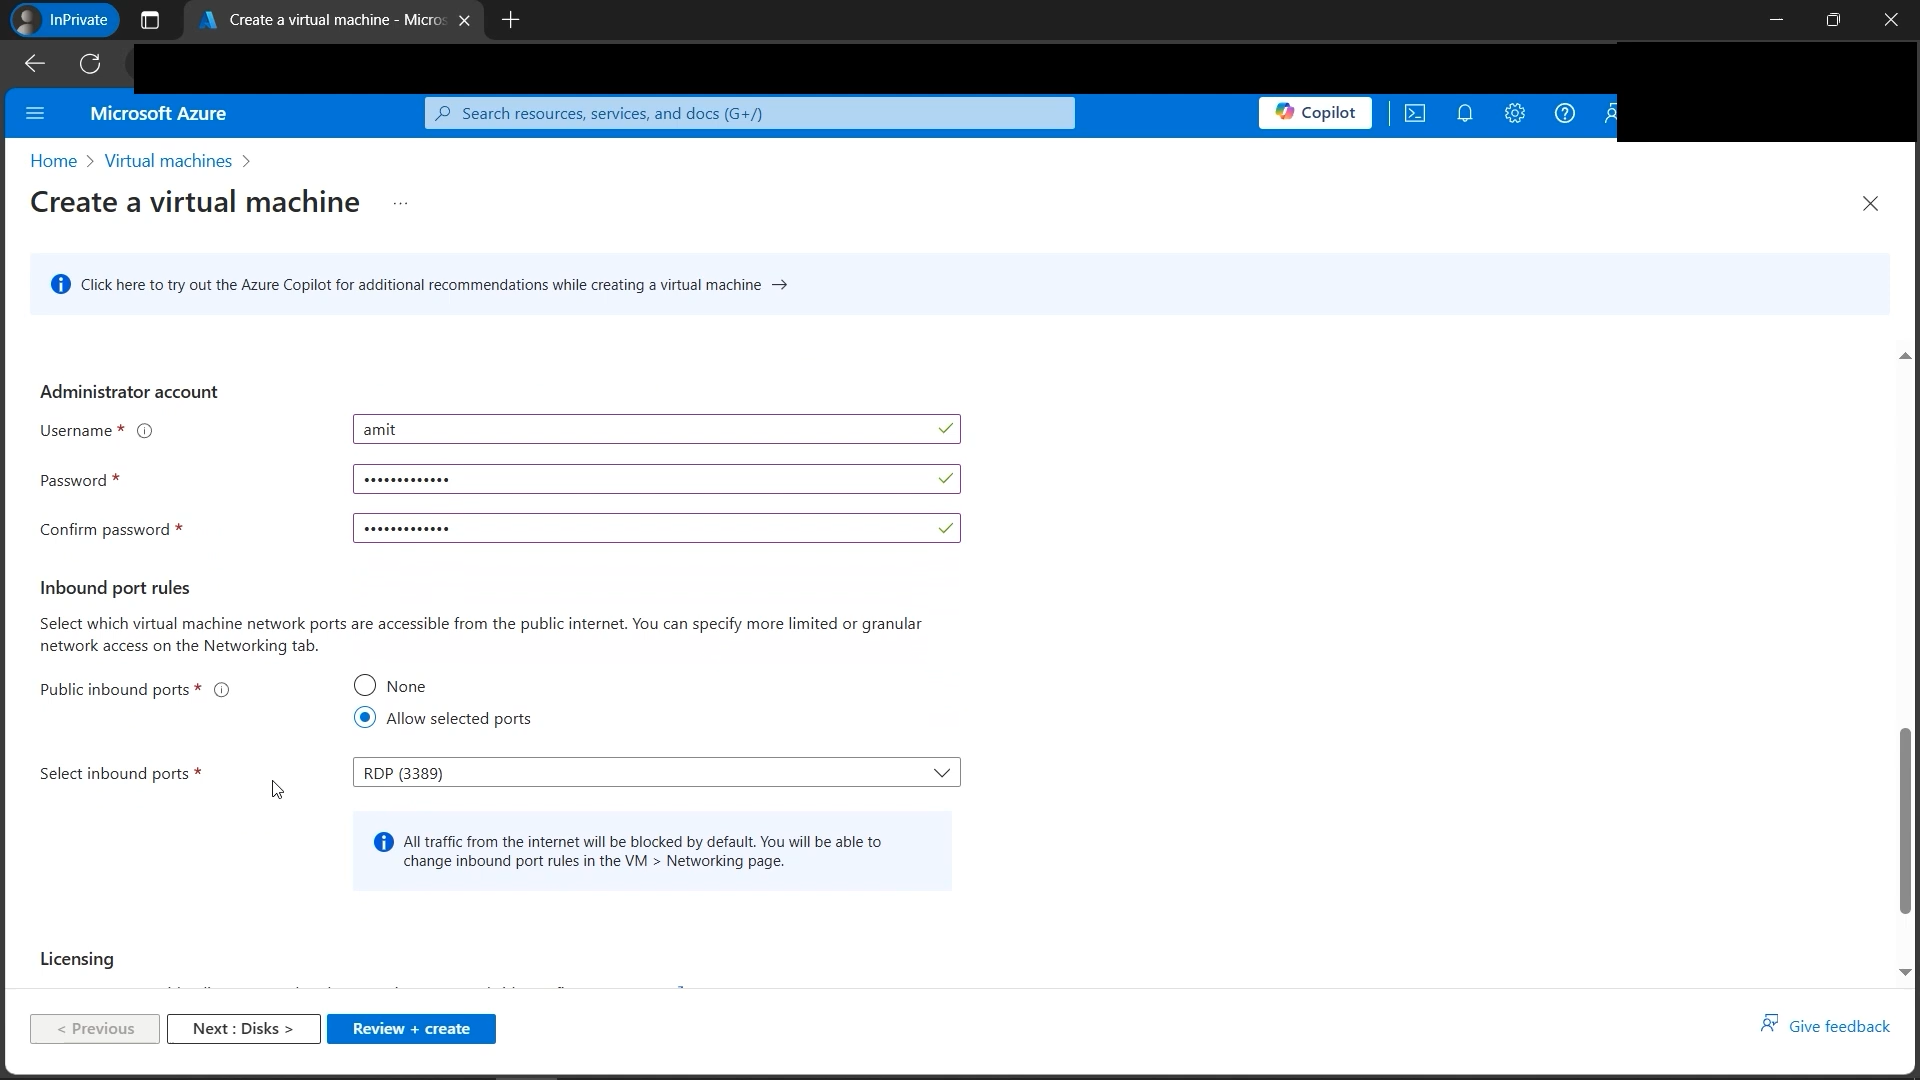 InPrivate
Create a virtual machine - Micros
Microsoft Azure
Search resources, services, and docs (G+/)
Copilot
Home > Virtual machines >
Create a virtual machine ...
Click here to try out the Azure Copilot for additional recommendations while creating a virtual machine →
Administrator account
Username *
amit
Password *
•••••••••••••
Confirm password *
•••••••••••••
Inbound port rules
Select which virtual machine network ports are accessible from the public internet. You can specify more limited or granular
network access on the Networking tab.
Public inbound ports *
None
Allow selected ports
Select inbound ports *
RDP (3389)
All traffic from the internet will be blocked by default. You will be able to
change inbound port rules in the VM > Networking page.
Licensing
< Previous
Next : Disks >
Review + create
Give feedback